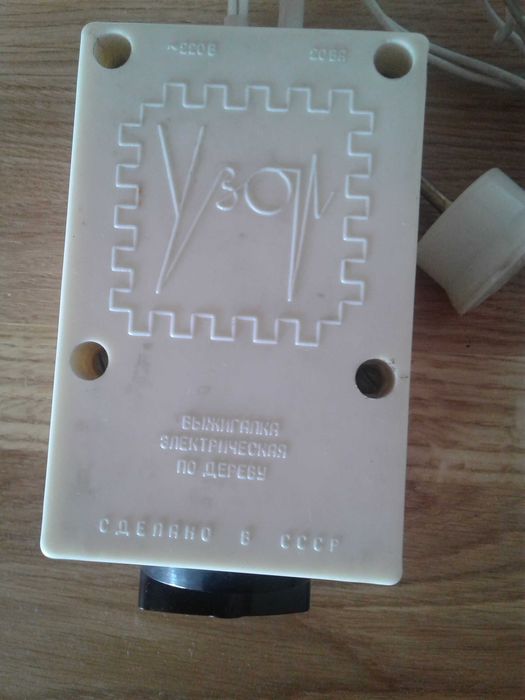 ~220В 20ВА
Узор
ВЫЖИГАЛКА
ЭЛЕКТРИЧЕСКАЯ
ПО ДЕРЕВУ
СДЕЛАНО В СССР